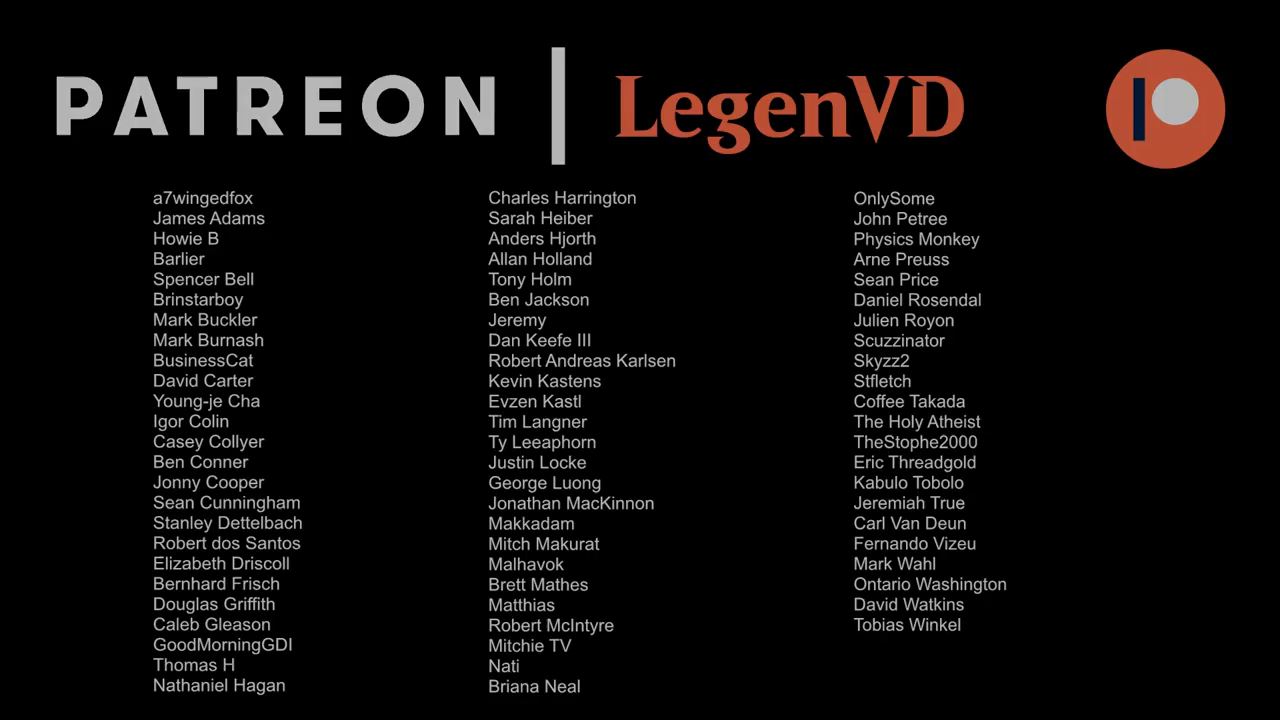 PATREON | LegenVD
a7wingedfox
James Adams
Howie B
Barlier
Spencer Bell
Brinstarboy
Mark Buckler
Mark Burnash
BusinessCat
David Carter
Young-je Cha
Igor Colin
Casey Collyer
Ben Conner
Jonny Cooper
Sean Cunningham
Stanley Dettelbach
Robert dos Santos
Elizabeth Driscoll
Bernhard Frisch
Douglas Griffith
Caleb Gleason
GoodMorningGDI
Thomas H
Nathaniel Hagan
Charles Harrington
Sarah Heiber
Anders Hjorth
Allan Holland
Tony Holm
Ben Jackson
Jeremy
Dan Keefe III
Robert Andreas Karlsen
Kevin Kastens
Evzen Kastl
Tim Langner
Ty Leeaphorn
Justin Locke
George Luong
Jonathan MacKinnon
Makkadam
Mitch Makurat
Malhavok
Brett Mathes
Matthias
Robert McIntyre
Mitchie TV
Nati
Briana Neal
OnlySome
John Petree
Physics Monkey
Arne Preuss
Sean Price
Daniel Rosendal
Julien Royon
Scuzzinator
Skyzz2
Stfletch
Coffee Takada
The Holy Atheist
TheStophe2000
Eric Threadgold
Kabulo Tobolo
Jeremiah True
Carl Van Deun
Fernando Vizeu
Mark Wahl
Ontario Washington
David Watkins
Tobias Winkel